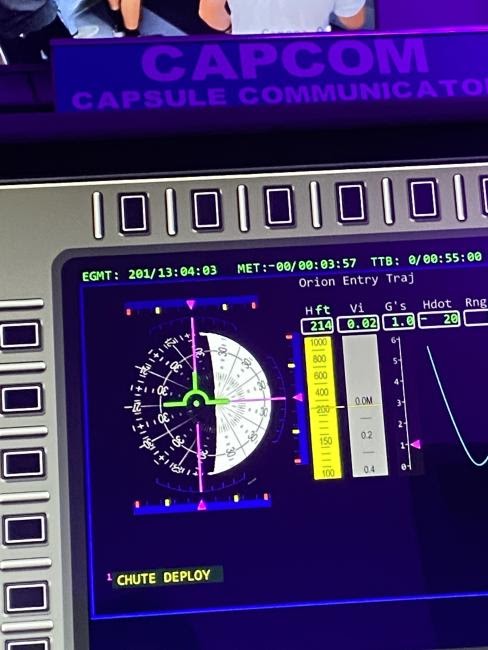 CAPCOM
CAPSULE COMMUNICATO
EGMT: 201/13:04:03 MET:-00/00:03:57 TTB: 0/00:55:00
Orion Entry Traj
Hft Vi G's Hdot Rng
214 0.02 1.0 - 20
1000
800
600
400
200
150
100
0.0M
0.2
0.4
6
5
4
3
2
1
0
1 CHUTE DEPLOY